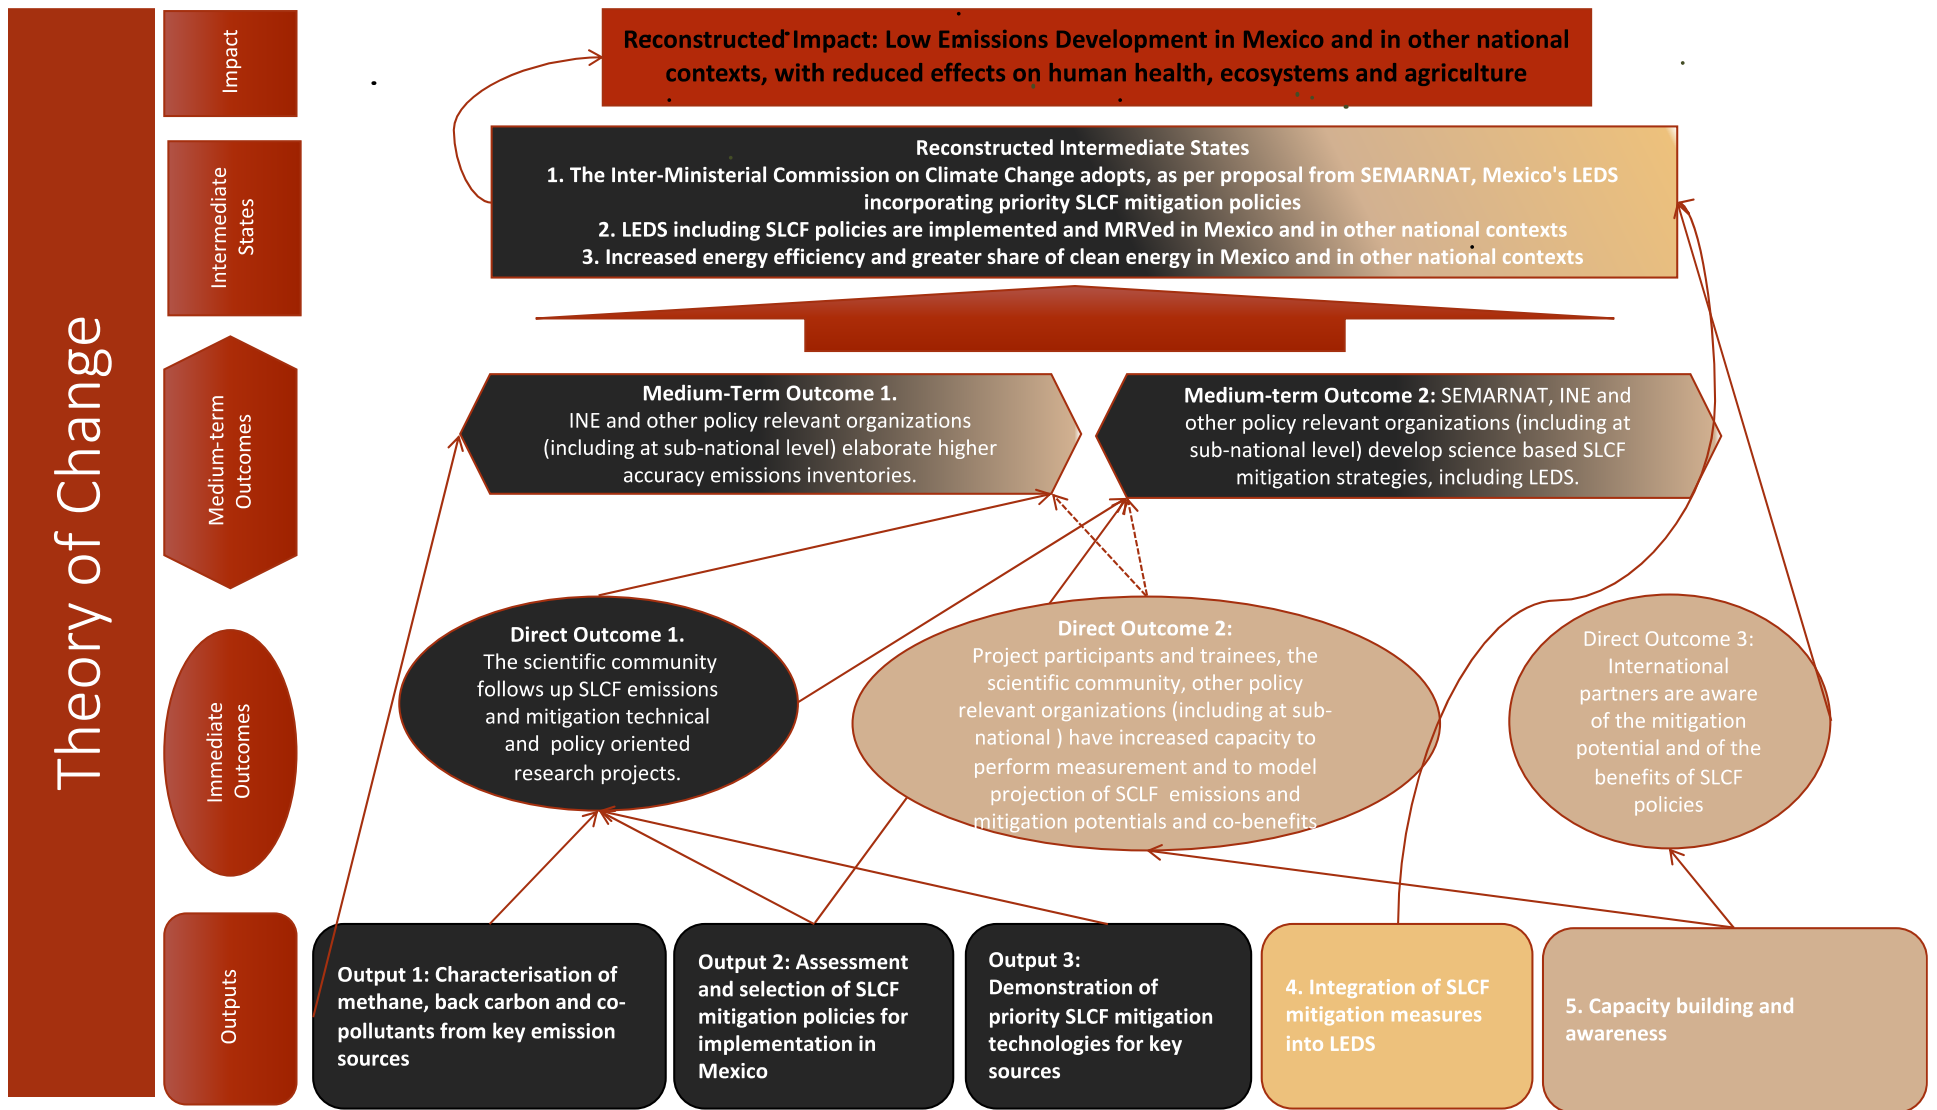 Theory of Change
Impact
Reconstructed Impact: Low Emissions Development in Mexico and in other national
contexts, with reduced effects on human health, ecosystems and agriculture
Intermediate
States
Reconstructed Intermediate States
1. The Inter-Ministerial Commission on Climate Change adopts, as per proposal from SEMARNAT, Mexico's LEDS
incorporating priority SLCF mitigation policies
2. LEDS including SLCF policies are implemented and MRVed in Mexico and in other national contexts
3. Increased energy efficiency and greater share of clean energy in Mexico and in other national contexts
Medium-term
Outcomes
Medium-Term Outcome 1.
INE and other policy relevant organizations
(including at sub-national level) elaborate higher
accuracy emissions inventories.
Medium-term Outcome 2: SEMARNAT, INE and
other policy relevant organizations (including at
sub-national level) develop science based SLCF
mitigation strategies, including LEDS.
Immediate
Outcomes
Direct Outcome 1.
The scientific community
follows up SLCF emissions
and mitigation technical
and policy oriented
research projects.
Direct Outcome 2:
Project participants and trainees, the
scientific community, other policy
relevant organizations (including at sub-
national ) have increased capacity to
perform measurement and to model
projection of SCLF emissions and
mitigation potentials and co-benefits
Direct Outcome 3:
International
partners are aware
of the mitigation
potential and of the
benefits of SLCF
policies
Outputs
Output 1: Characterisation of
methane, back carbon and co-
pollutants from key emission
sources
Output 2: Assessment
and selection of SLCF
mitigation policies for
implementation in
Mexico
Output 3:
Demonstration of
priority SLCF mitigation
technologies for key
sources
4. Integration of SLCF
mitigation measures
into LEDS
5. Capacity building and
awareness